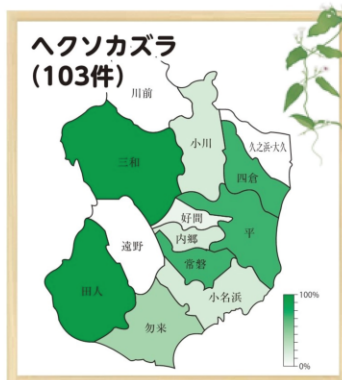 ヘクソカズラ
(103件)
川前
小川
久之浜・大久
三和
四倉
好間
遠野
内郷
平
常磐
田人
小名浜
勿来
100%
0%